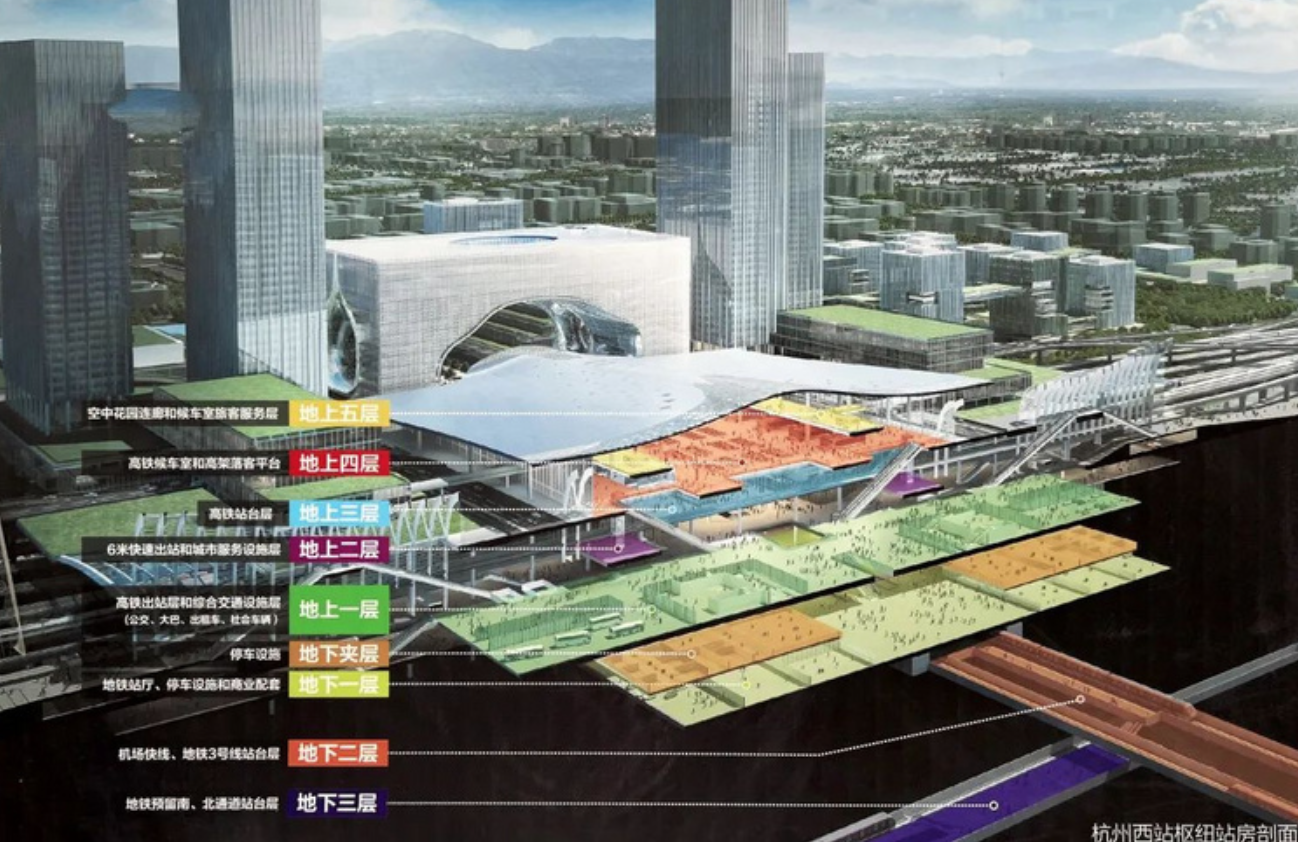 空中花园连廊和候车室旅客服务层 地上五层
高铁候车室和高架落客平台 地上四层
高铁站台层 地上三层
6米快速出站和城市服务设施层 地上二层
高铁出站层和综合交通设施层 地上一层
(公交、大巴、出租车、社会车辆)
停车设施 地下夹层
地铁站厅、停车设施和商业配套 地下一层
机场快线、地铁3号线站台层 地下二层
地铁预留南、北通道站台层 地下三层
杭州西站枢纽站房剖面